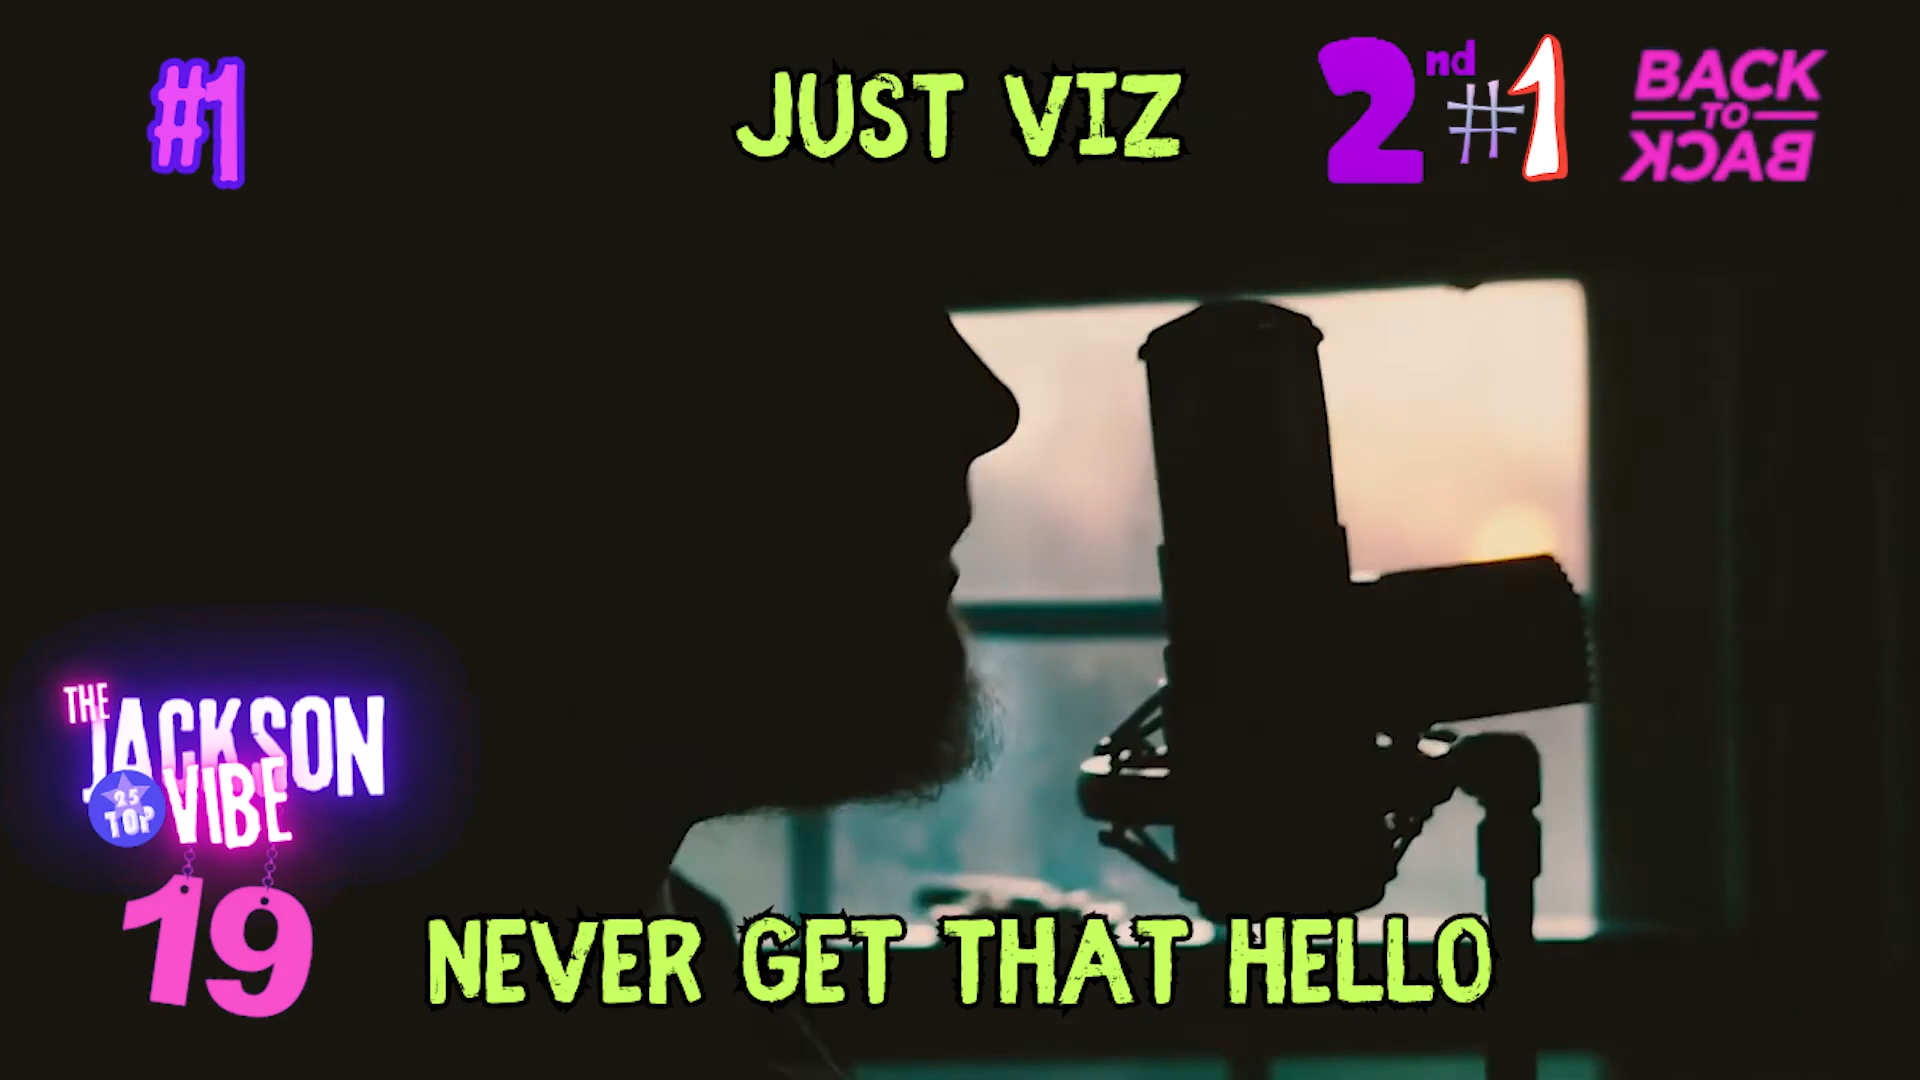 #1
JUST VIZ
2nd #1
BACK
TO
BACK
THE
JACKSON
VIBE
25
TOP
19
NEVER GET THAT HELLO